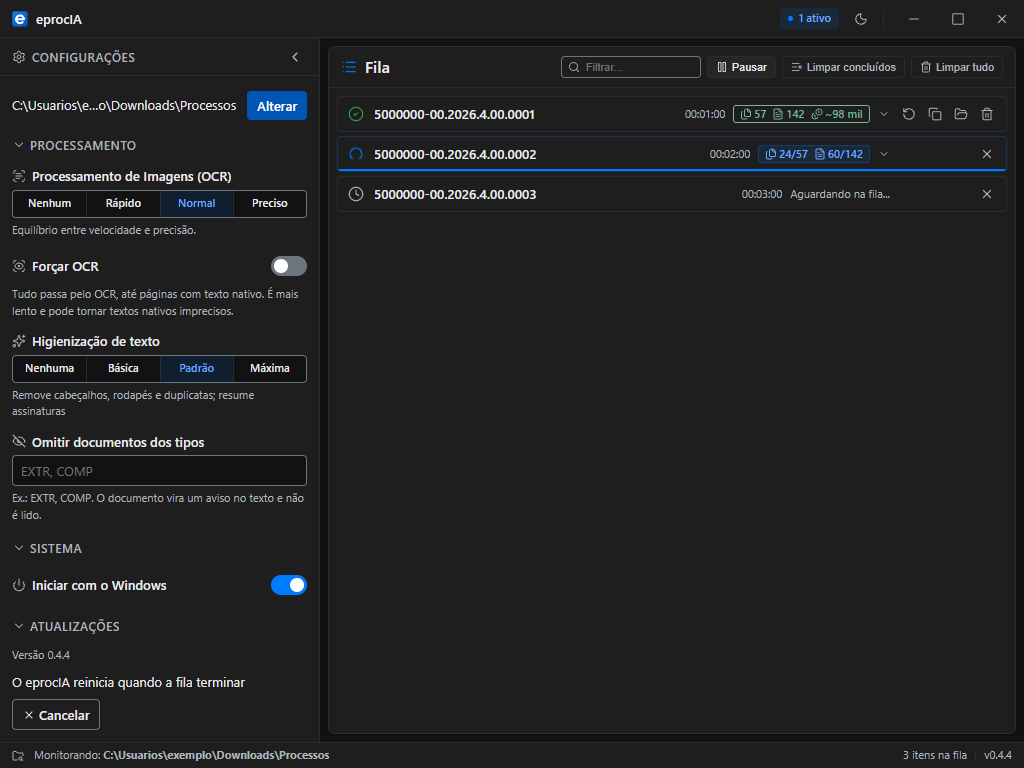 eprocIA
1 ativo
CONFIGURAÇÕES
C:\Usuarios\e...o\Downloads\Processos
Alterar
PROCESSAMENTO
Processamento de Imagens (OCR)
Nenhum Rápido Normal Preciso
Equilíbrio entre velocidade e precisão.
Forçar OCR
Tudo passa pelo OCR, até páginas com texto nativo. É mais
lento e pode tornar textos nativos imprecisos.
Higienização de texto
Nenhuma Básica Padrão Máxima
Remove cabeçalhos, rodapés e duplicatas; resume
assinaturas
Omitir documentos dos tipos
EXTR, COMP
Ex.: EXTR, COMP. O documento vira um aviso no texto e não
é lido.
SISTEMA
Iniciar com o Windows
ATUALIZAÇÕES
Versão 0.4.4
O eprocIA reinicia quando a fila terminar
Cancelar
Fila
Filtrar...
Pausar
Limpar concluídos
Limpar tudo
5000000-00.2026.4.00.0001 00:01:00 57 142 ~98 mil
5000000-00.2026.4.00.0002 00:02:00 24/57 60/142
5000000-00.2026.4.00.0003 00:03:00 Aguardando na fila...
Monitorando: C:\Usuarios\exemplo\Downloads\Processos
3 itens na fila
v0.4.4